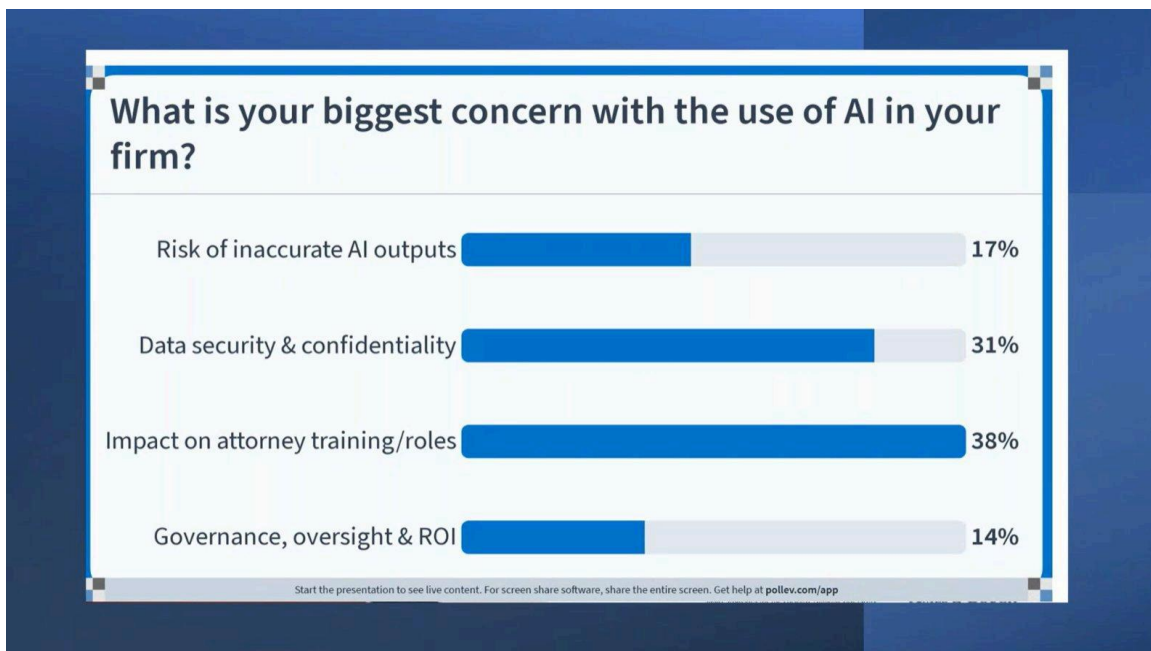 What is your biggest concern with the use of AI in your
firm?
Risk of inaccurate AI outputs 17%
Data security & confidentiality 31%
Impact on attorney training/roles 38%
Governance, oversight & ROI 14%
Start the presentation to see live content. For screen share software, share the entire screen. Get help at pollev.com/app